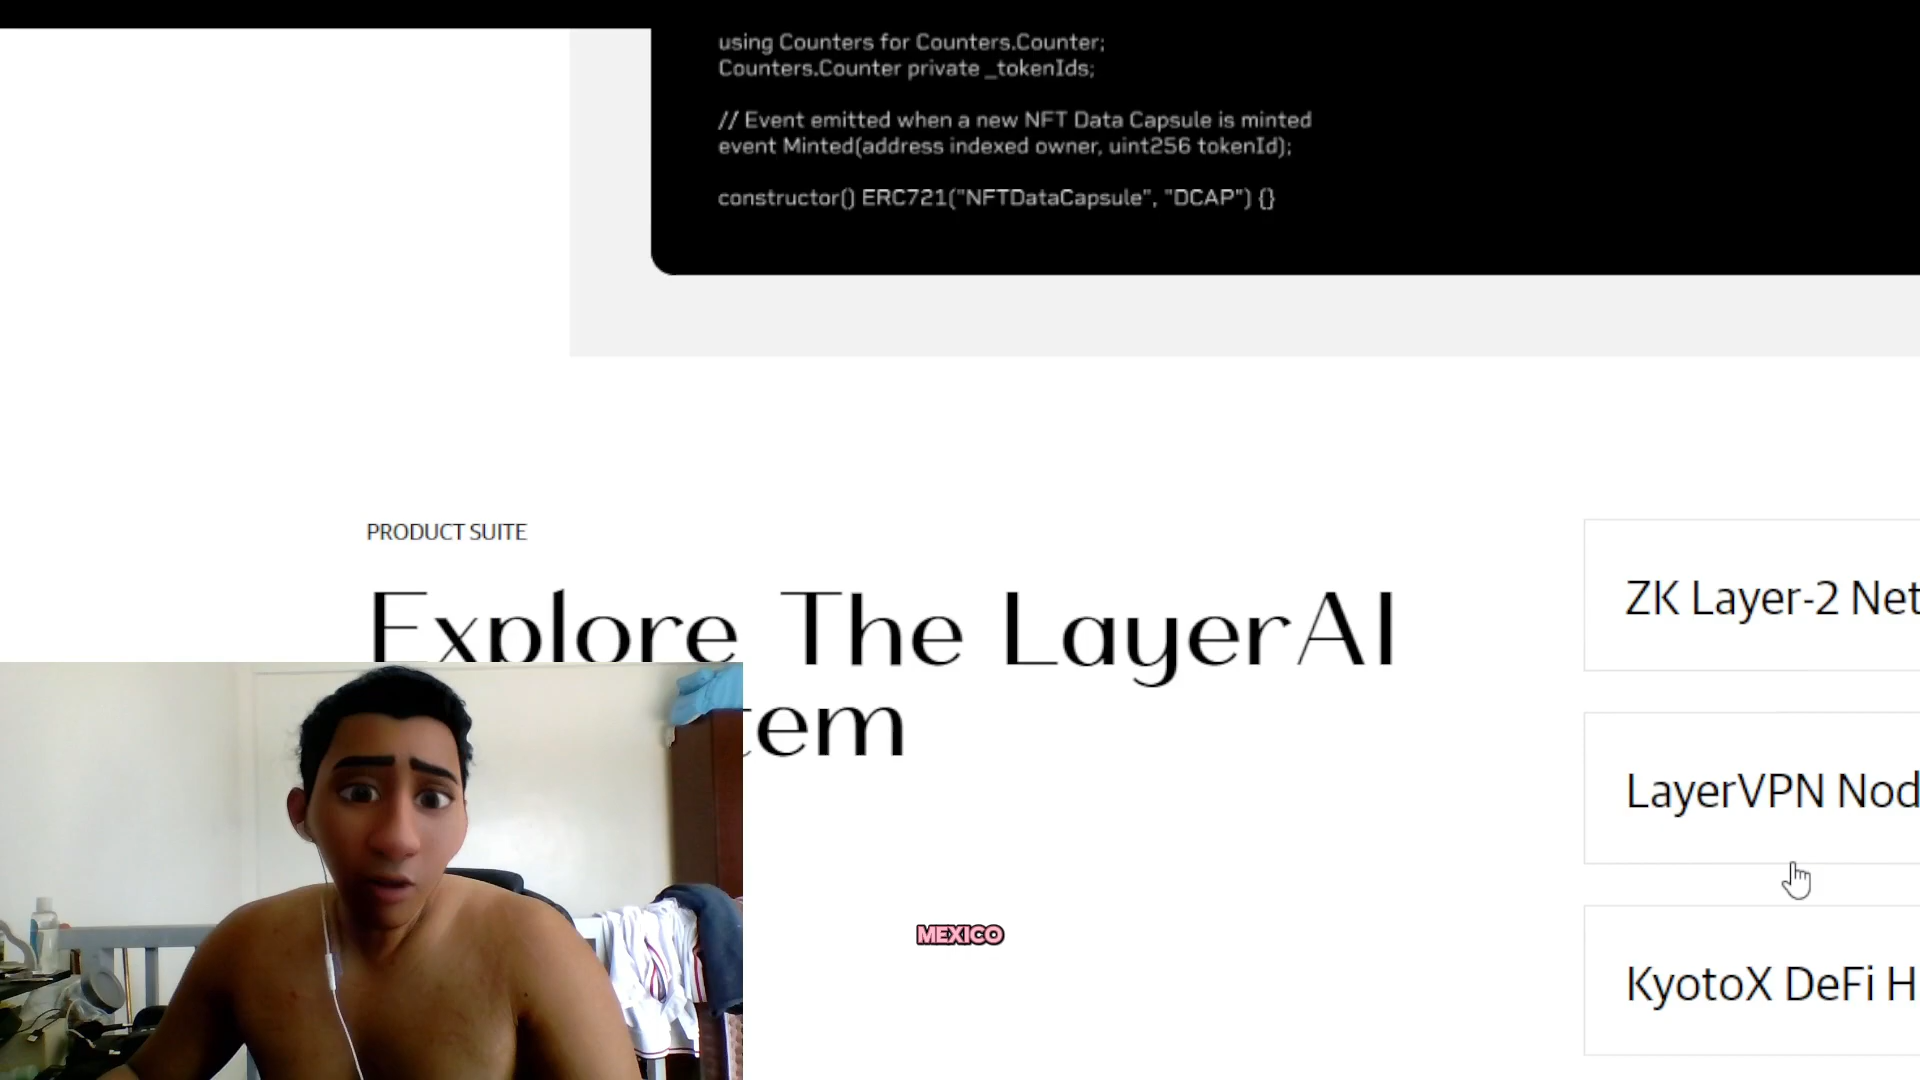 using Counters for Counters.Counter;
Counters.Counter private _tokenIds;
// Event emitted when a new NFT Data Capsule is minted
event Minted(address indexed owner, uint256 tokenId);
constructor() ERC721("NFTDataCapsule", "DCAP") {}
PRODUCT SUITE
Explore The LayerAI
tem
ZK Layer-2 Net
LayerVPN Nod
KyotoX DeFi H
MEXICO